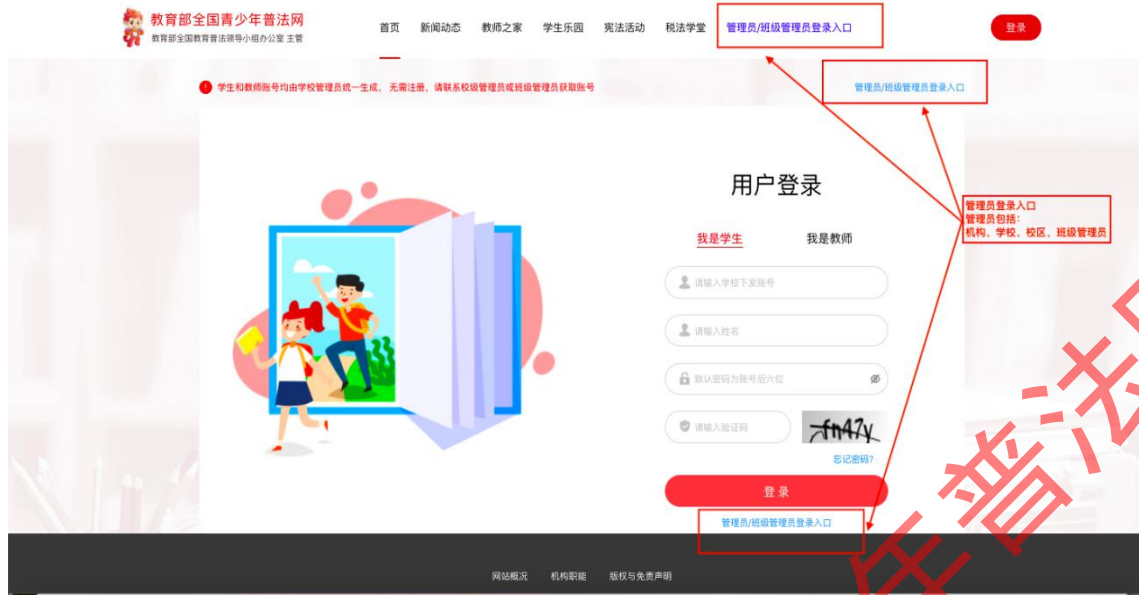 教育部全国青少年普法网
教育部全国教育普法领导小组办公室 主管
首页 新闻动态 教师之家 学生乐园 宪法活动 税法学堂 管理员/班级管理员登录入口
登录
学生和教师账号均由学校管理员统一生成，无需注册，请联系校级管理员或班级管理员获取账号
管理员/班级管理员登录入口
用户登录
我是学生 我是教师
请输入学校下发账号
请输入姓名
默认密码为账号后六位
请输入验证码
fn47y
忘记密码?
登 录
管理员/班级管理员登录入口
管理员登录入口
管理员包括：
机构、学校、校区、班级管理员
网站概况 机构职能 版权与免责声明
年普法